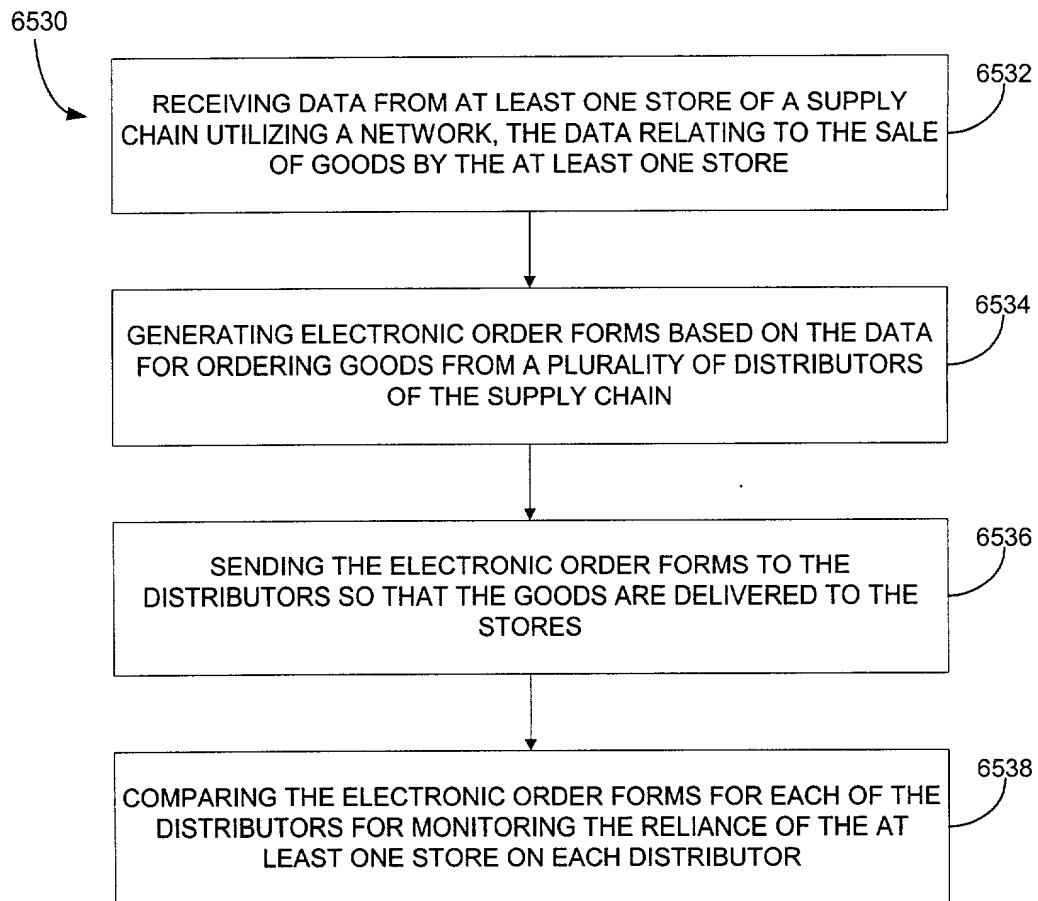 6530
6532
RECEIVING DATA FROM AT LEAST ONE STORE OF A SUPPLY
CHAIN UTILIZING A NETWORK, THE DATA RELATING TO THE SALE
OF GOODS BY THE AT LEAST ONE STORE
6534
GENERATING ELECTRONIC ORDER FORMS BASED ON THE DATA
FOR ORDERING GOODS FROM A PLURALITY OF DISTRIBUTORS
OF THE SUPPLY CHAIN
6536
SENDING THE ELECTRONIC ORDER FORMS TO THE
DISTRIBUTORS SO THAT THE GOODS ARE DELIVERED TO THE
STORES
6538
COMPARING THE ELECTRONIC ORDER FORMS FOR EACH OF THE
DISTRIBUTORS FOR MONITORING THE RELIANCE OF THE AT
LEAST ONE STORE ON EACH DISTRIBUTOR